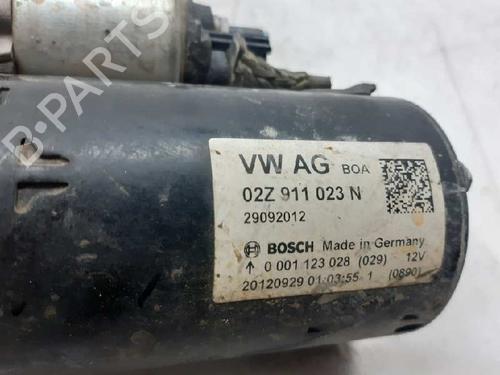 B-PARTS
VW AG BOA
02Z 911 023 N
29092012
BOSCH Made in Germany
↑ 0 001 123 028 (029) 12V
20120929 01:03:55 1 (0890)